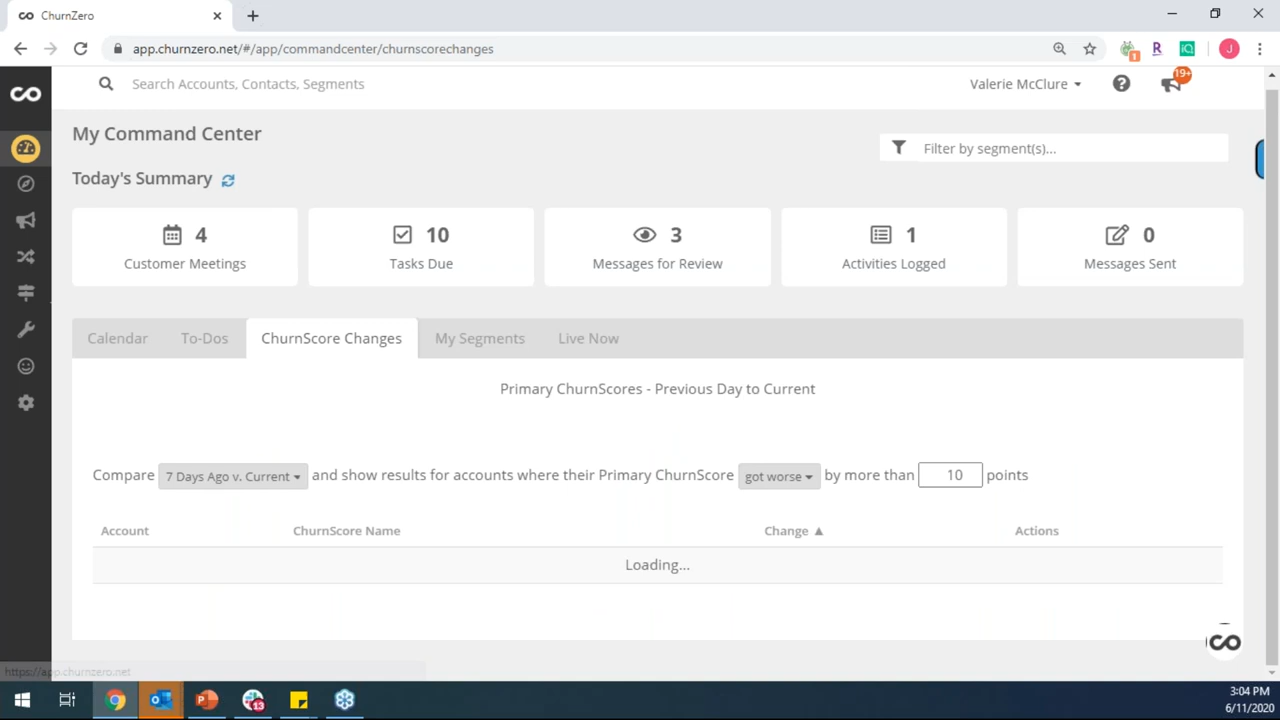 ChurnZero
app.churnzero.net/#/app/commandcenter/churnscorechanges
1
R
iQ
J
Search Accounts, Contacts, Segments
Valerie McClure
19+
My Command Center
Filter by segment(s)...
Today's Summary
4
Customer Meetings
10
Tasks Due
3
Messages for Review
1
Activities Logged
0
Messages Sent
Calendar To-Dos ChurnScore Changes My Segments Live Now
Primary ChurnScores - Previous Day to Current
Compare 7 Days Ago v. Current and show results for accounts where their Primary ChurnScore got worse by more than 10 points
Account ChurnScore Name Change ▲ Actions
Loading...
https://app.churnzero.net
13
3:04 PM
6/11/2020